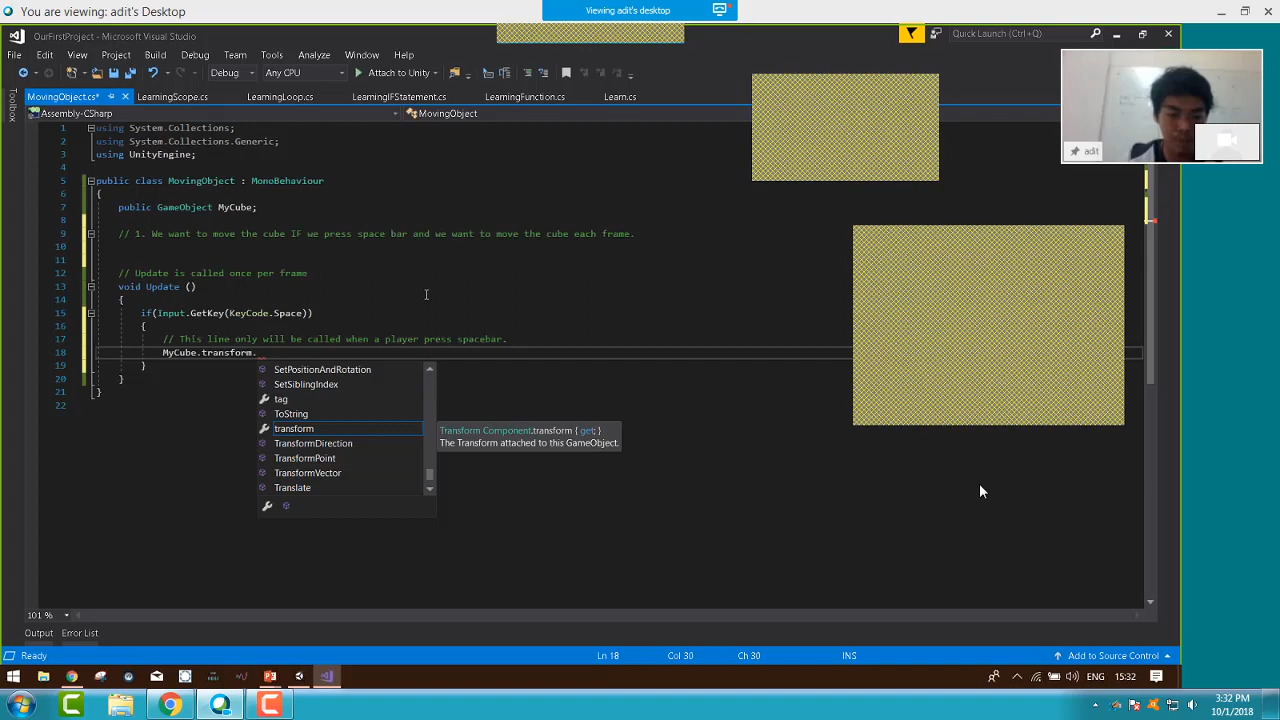 You are viewing: adit's Desktop
Viewing adit's desktop
OurFirstProject - Microsoft Visual Studio
Quick Launch (Ctrl+Q)
File Edit View Project Build Debug Team Tools Analyze Window Help
Debug Any CPU Attach to Unity
Toolbox
MovingObject.cs* LearningScope.cs LearningLoop.cs LearningIFStatement.cs LearningFunction.cs Learn.cs
Assembly-CSharp MovingObject
adit
1 using System.Collections;
2 using System.Collections.Generic;
3 using UnityEngine;
4
5 public class MovingObject : MonoBehaviour
6 {
7 public GameObject MyCube;
8
9 // 1. We want to move the cube IF we press space bar and we want to move the cube each frame.
10
11
12 // Update is called once per frame
13 void Update ()
14 {
15 if(Input.GetKey(KeyCode.Space))
16 {
17 // This line only will be called when a player press spacebar.
18 MyCube.transform.
19 }
20 }
21 }
22
SetPositionAndRotation
SetSiblingIndex
tag
ToString
transform
TransformDirection
TransformPoint
TransformVector
Translate
Transform Component.transform { get; }
The Transform attached to this GameObject.
101 %
Output Error List
Ready Ln 18 Col 30 Ch 30 INS Add to Source Control
ENG 15:32
3:32 PM
10/1/2018